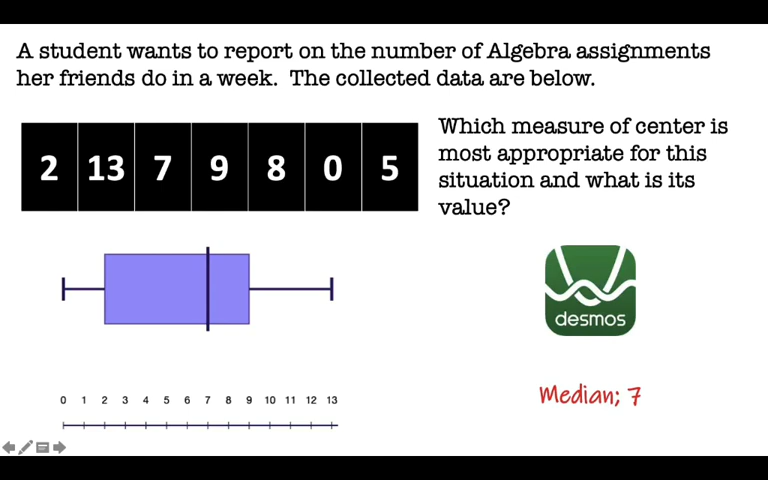 A student wants to report on the number of Algebra assignments
her friends do in a week. The collected data are below.
2 13 7 9 8 0 5
Which measure of center is
most appropriate for this
situation and what is its
value?
desmos
Median; 7
0 1 2 3 4 5 6 7 8 9 10 11 12 13